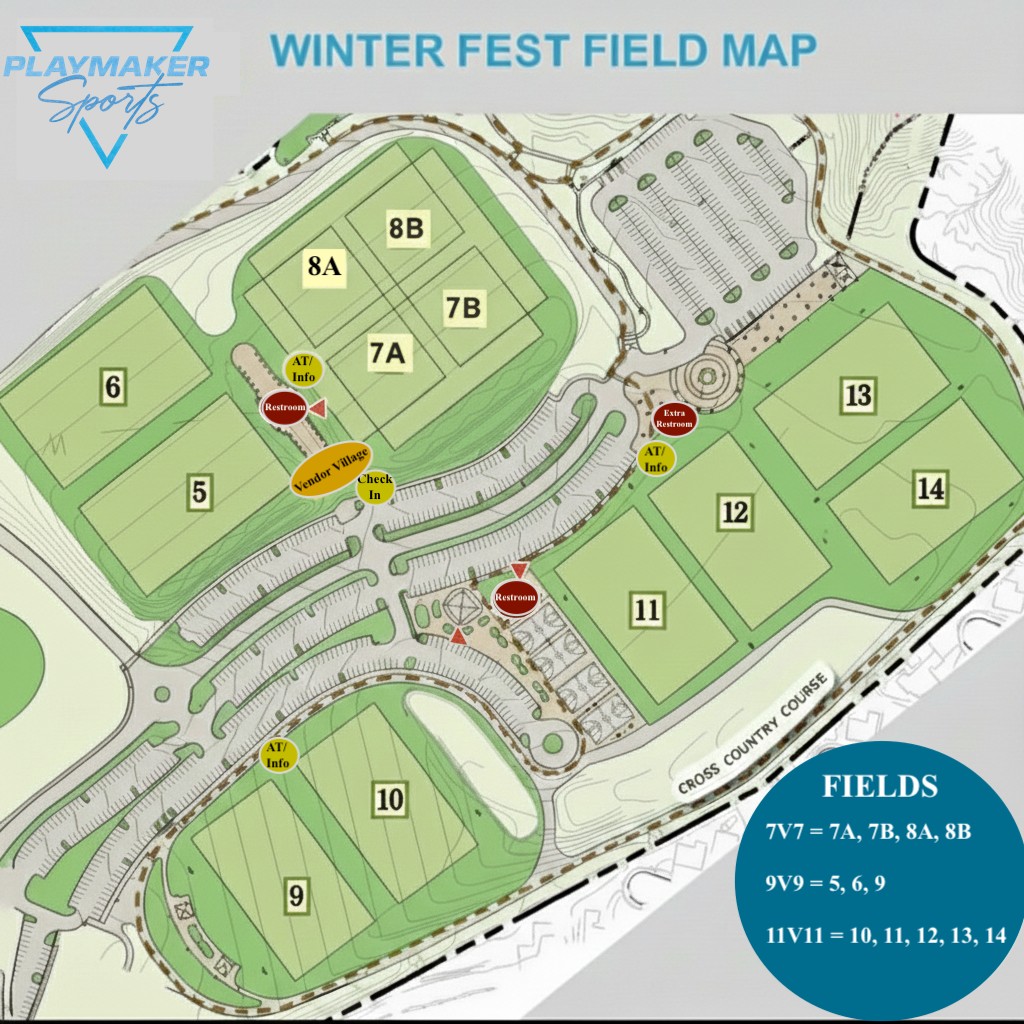 PLAYMAKER
Sports
WINTER FEST FIELD MAP
8B
8A
7B
7A
6
5
AT/
Info
Restroom
Vendor Village
Check
In
Extra
Restroom
AT/
Info
13
14
12
11
Restroom
AT/
Info
10
9
CROSS COUNTRY COURSE
FIELDS
7V7 = 7A, 7B, 8A, 8B
9V9 = 5, 6, 9
11V11 = 10, 11, 12, 13, 14